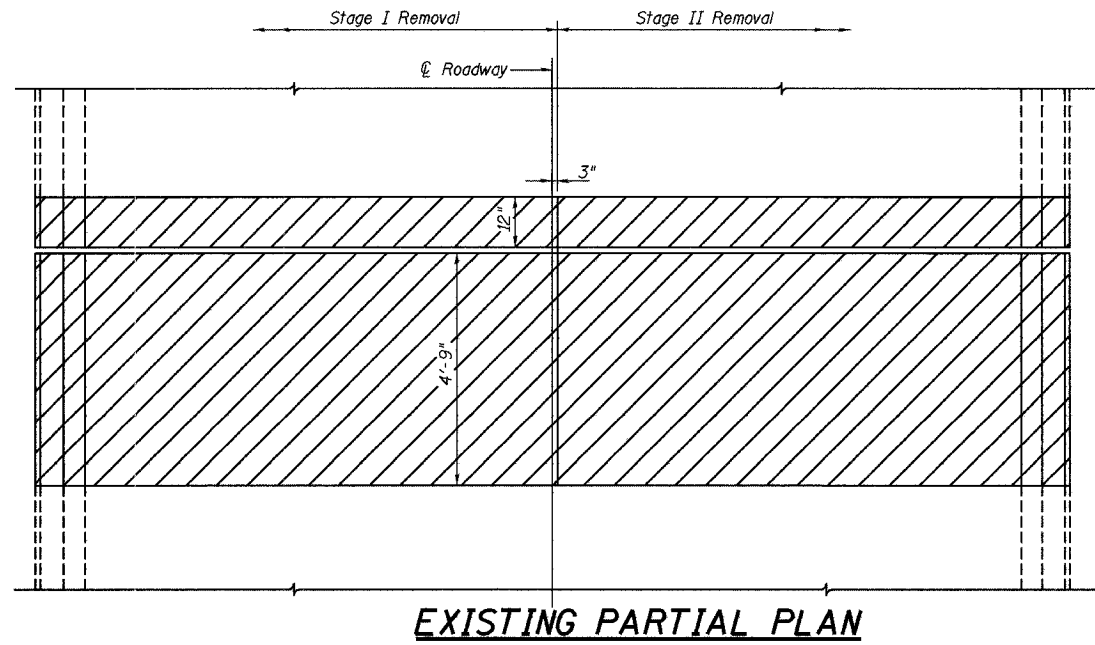 Stage I Removal
Stage II Removal
℄ Roadway
3"
12"
4'-9"
EXISTING PARTIAL PLAN